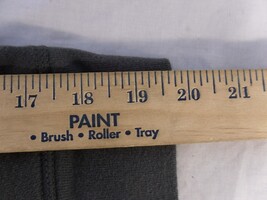 17 18 19 20 21
PAINT
• Brush • Roller • Tray